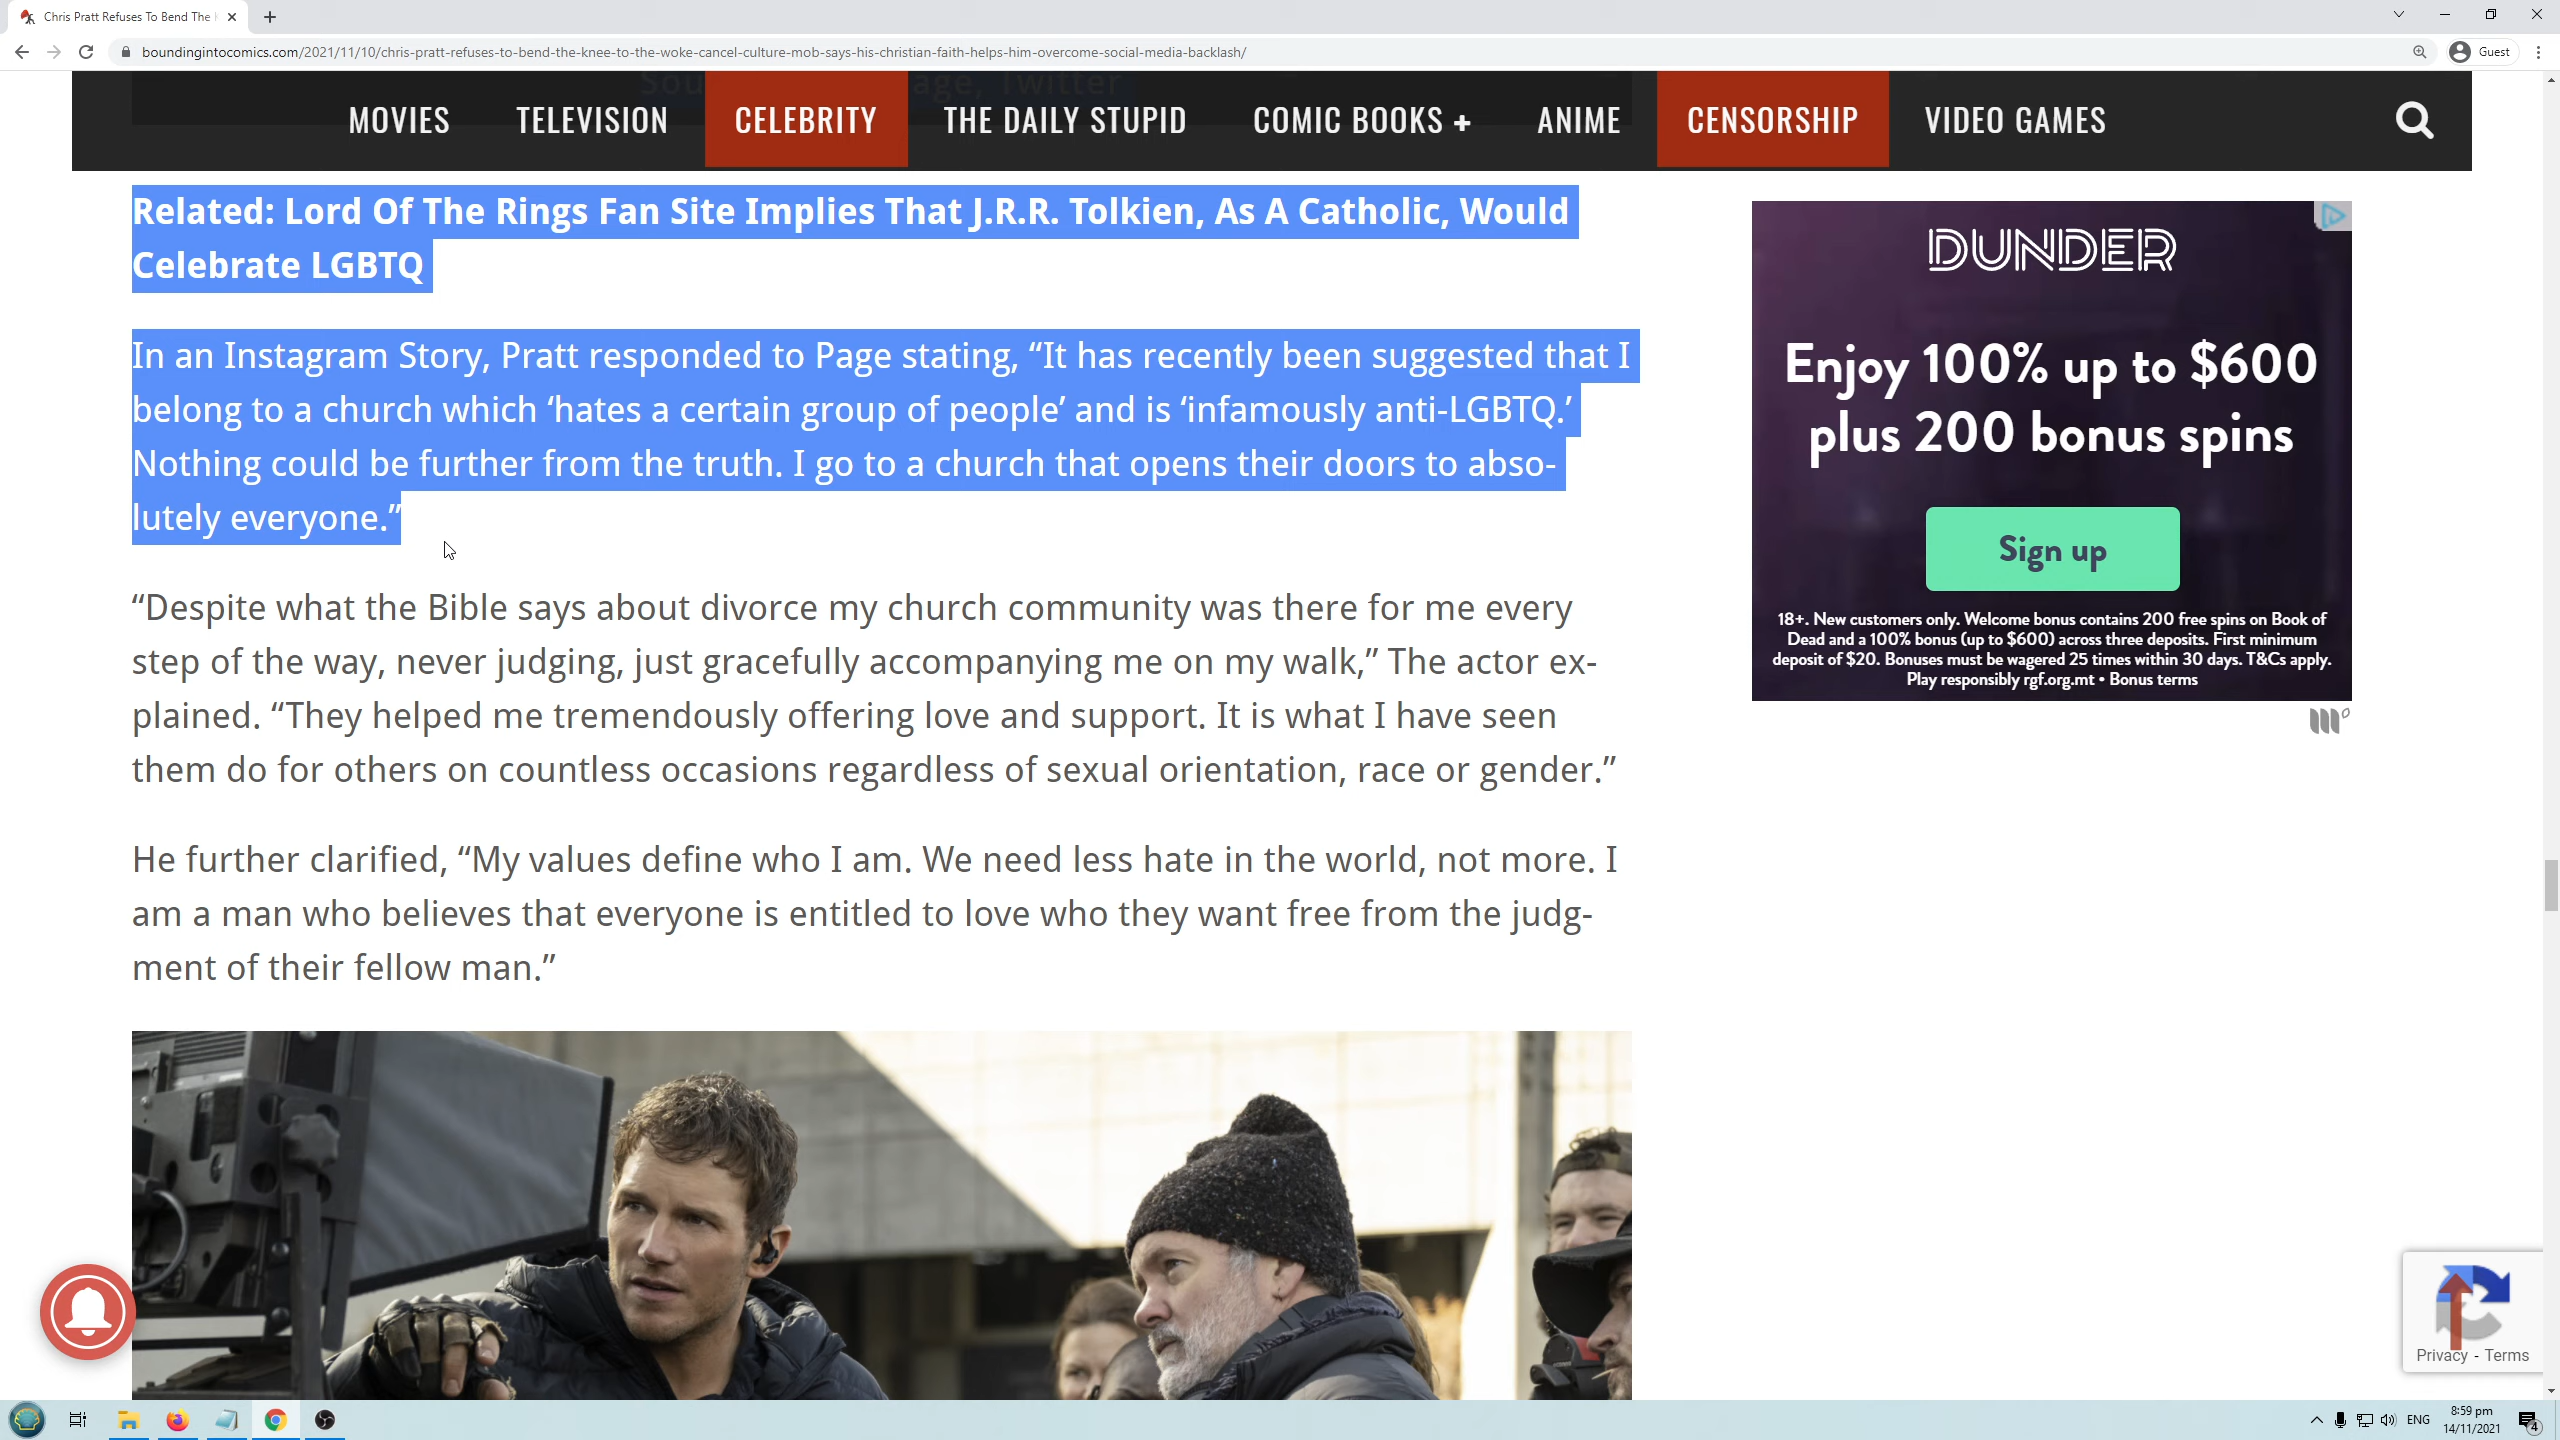 Chris Pratt Refuses To Bend The
boundingintocomics.com/2021/11/10/chris-pratt-refuses-to-bend-the-knee-to-the-woke-cancel-culture-mob-says-his-christian-faith-helps-him-overcome-social-media-backlash/
Guest
age, Twitter
MOVIES TELEVISION CELEBRITY THE DAILY STUPID COMIC BOOKS + ANIME CENSORSHIP VIDEO GAMES
Related: Lord Of The Rings Fan Site Implies That J.R.R. Tolkien, As A Catholic, Would
Celebrate LGBTQ
In an Instagram Story, Pratt responded to Page stating, “It has recently been suggested that I
belong to a church which ‘hates a certain group of people’ and is ‘infamously anti-LGBTQ.’
Nothing could be further from the truth. I go to a church that opens their doors to abso-
lutely everyone.”
“Despite what the Bible says about divorce my church community was there for me every
step of the way, never judging, just gracefully accompanying me on my walk,” The actor ex-
plained. “They helped me tremendously offering love and support. It is what I have seen
them do for others on countless occasions regardless of sexual orientation, race or gender.”
He further clarified, “My values define who I am. We need less hate in the world, not more. I
am a man who believes that everyone is entitled to love who they want free from the judg-
ment of their fellow man.”
DUNDER
Enjoy 100% up to $600
plus 200 bonus spins
Sign up
18+. New customers only. Welcome bonus contains 200 free spins on Book of
Dead and a 100% bonus (up to $600) across three deposits. First minimum
deposit of $20. Bonuses must be wagered 25 times within 30 days. T&Cs apply.
Play responsibly rgf.org.mt • Bonus terms
Privacy - Terms
ENG
8:59 pm
14/11/2021
4